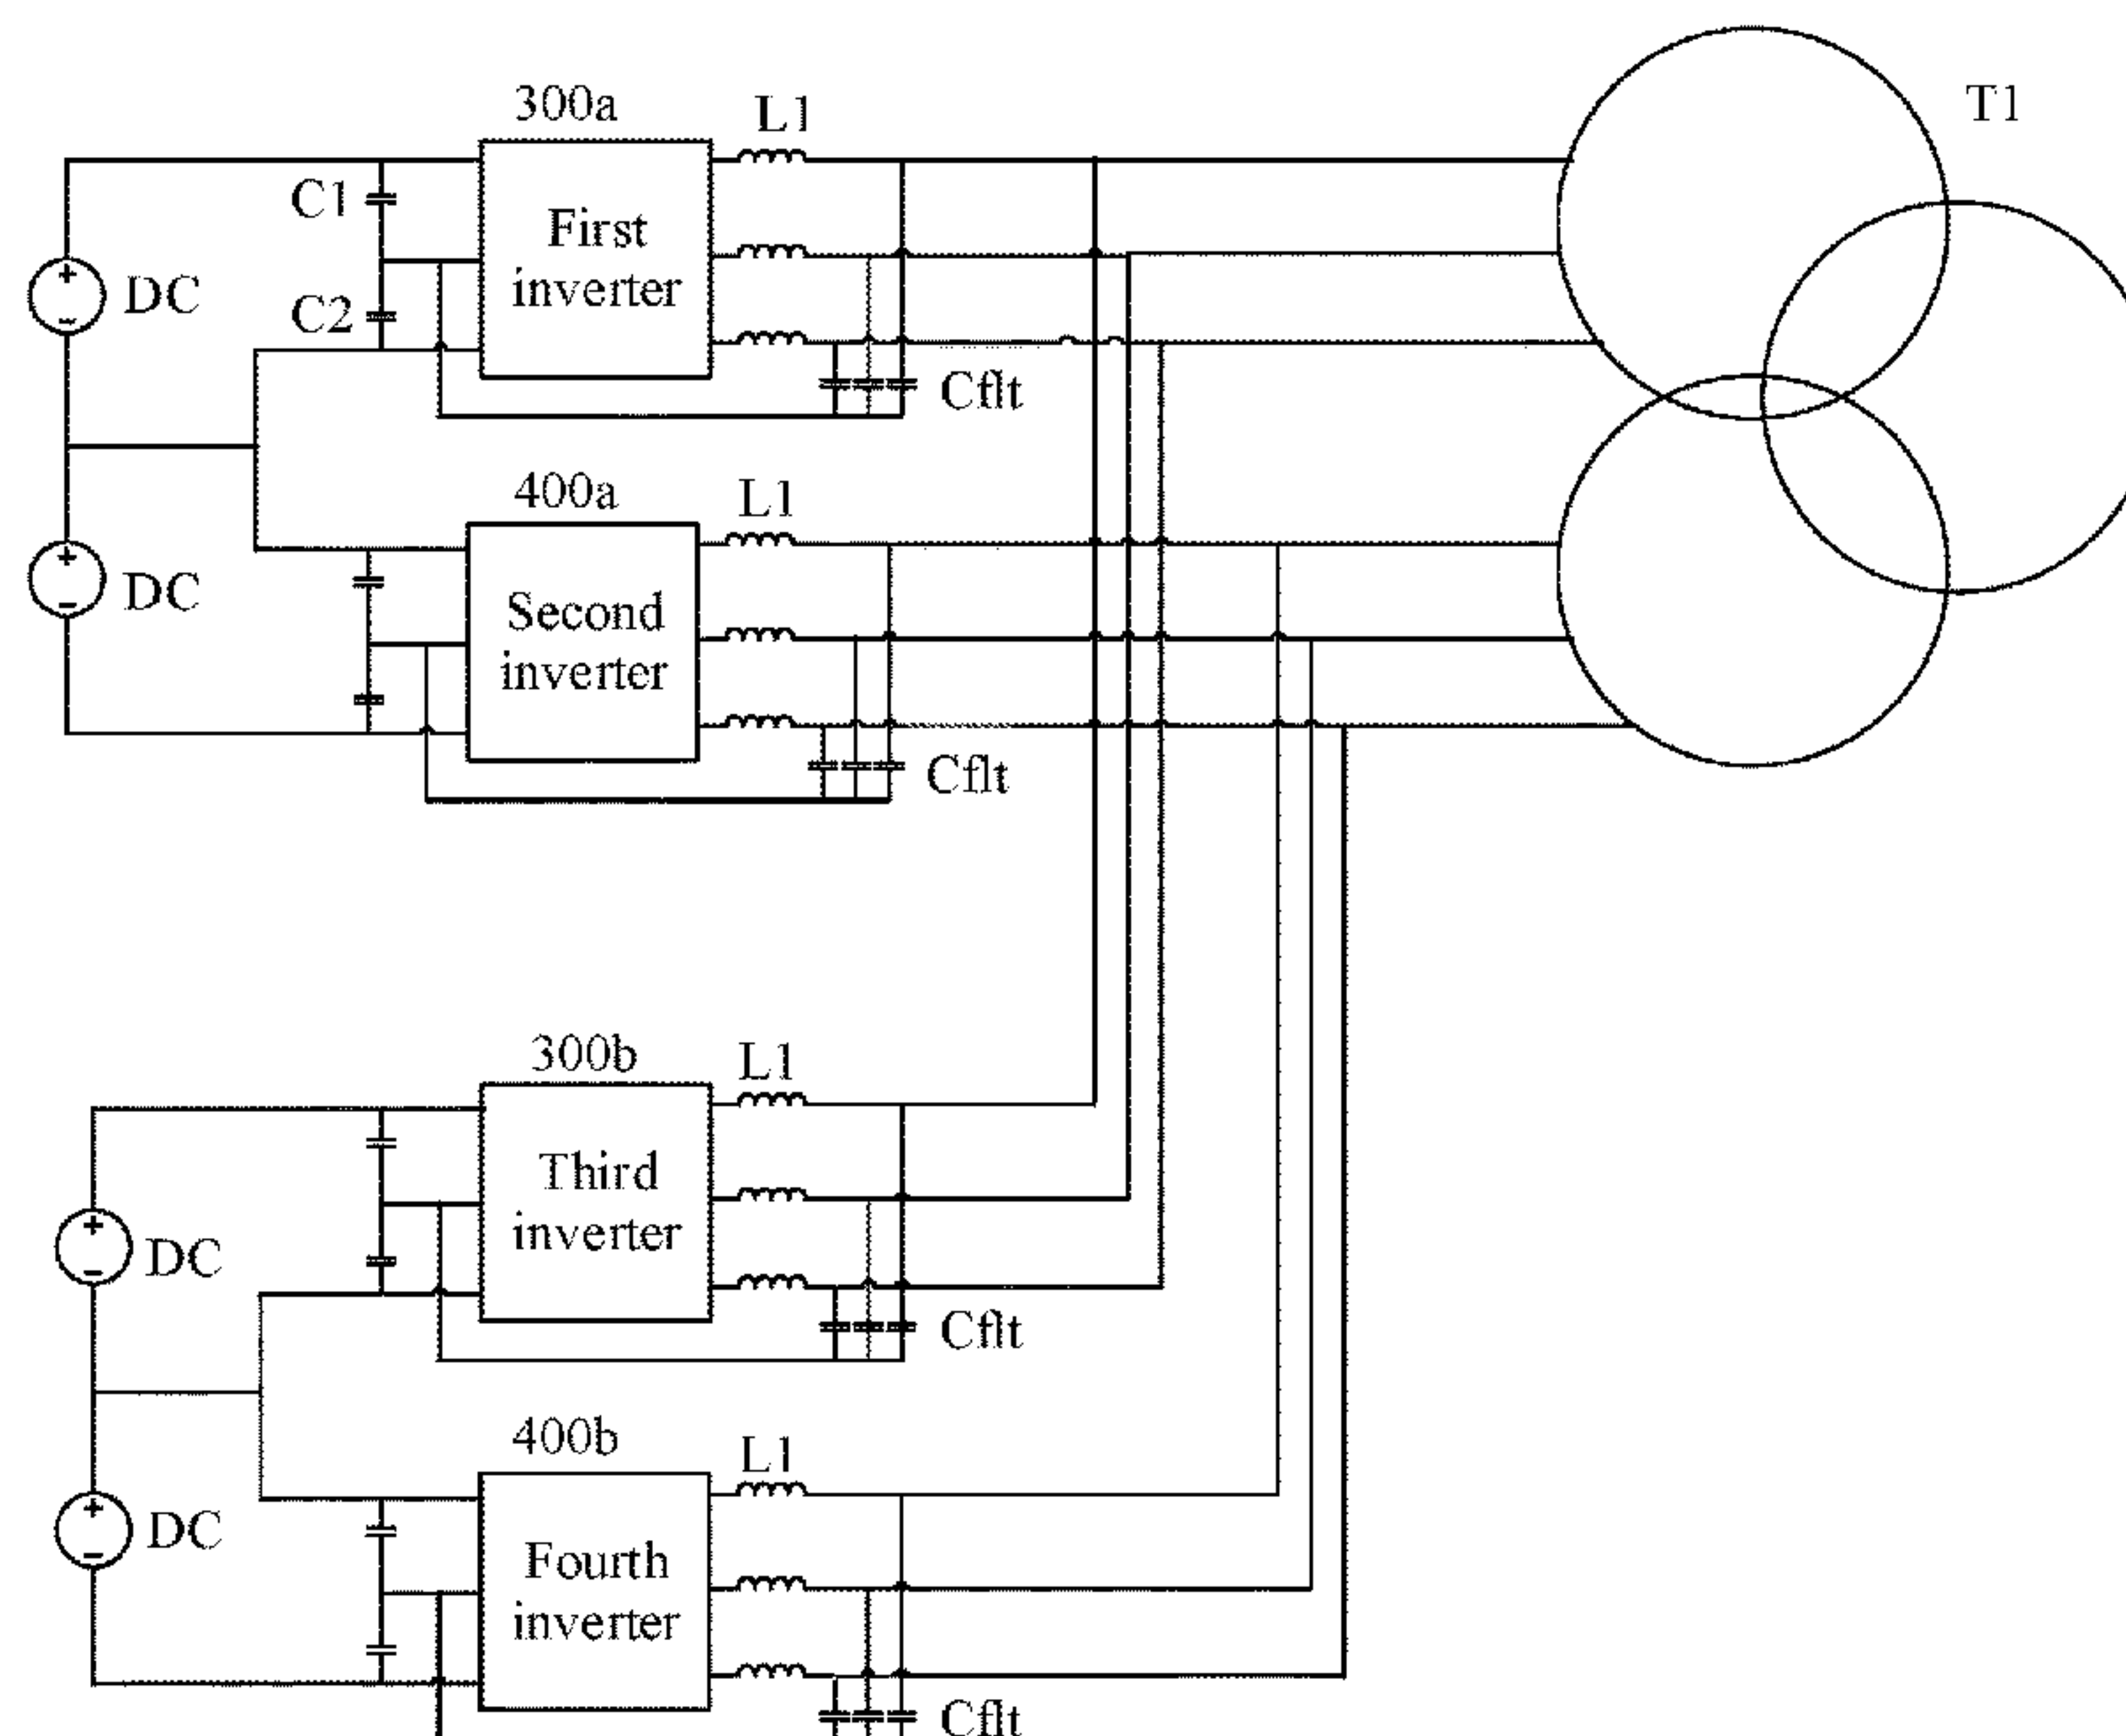 300a
L1
T1
C1
First
inverter
DC
C2
Cflt
400a
L1
DC
Second
inverter
Cflt
300b
L1
Third
inverter
DC
Cflt
400b
L1
DC
Fourth
inverter
Cflt